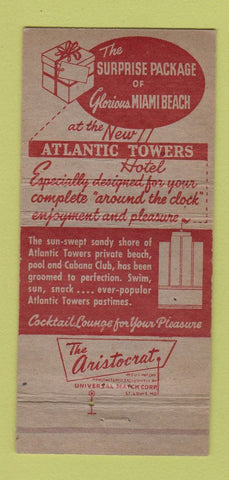 The
SURPRISE PACKAGE
OF
Glorious MIAMI BEACH
at the New
ATLANTIC TOWERS
Hotel
Especially designed for your
complete "around the clock"
enjoyment and pleasure
The sun-swept sandy shore of
Atlantic Towers private beach,
pool and Cabana Club, has been
groomed to perfection. Swim,
sun, snack .... ever-popular
Atlantic Towers pastimes.
Cocktail Lounge for Your Pleasure
The
Aristocrat
UNIVERSAL MATCH CORP.
ST. LOUIS, MO.